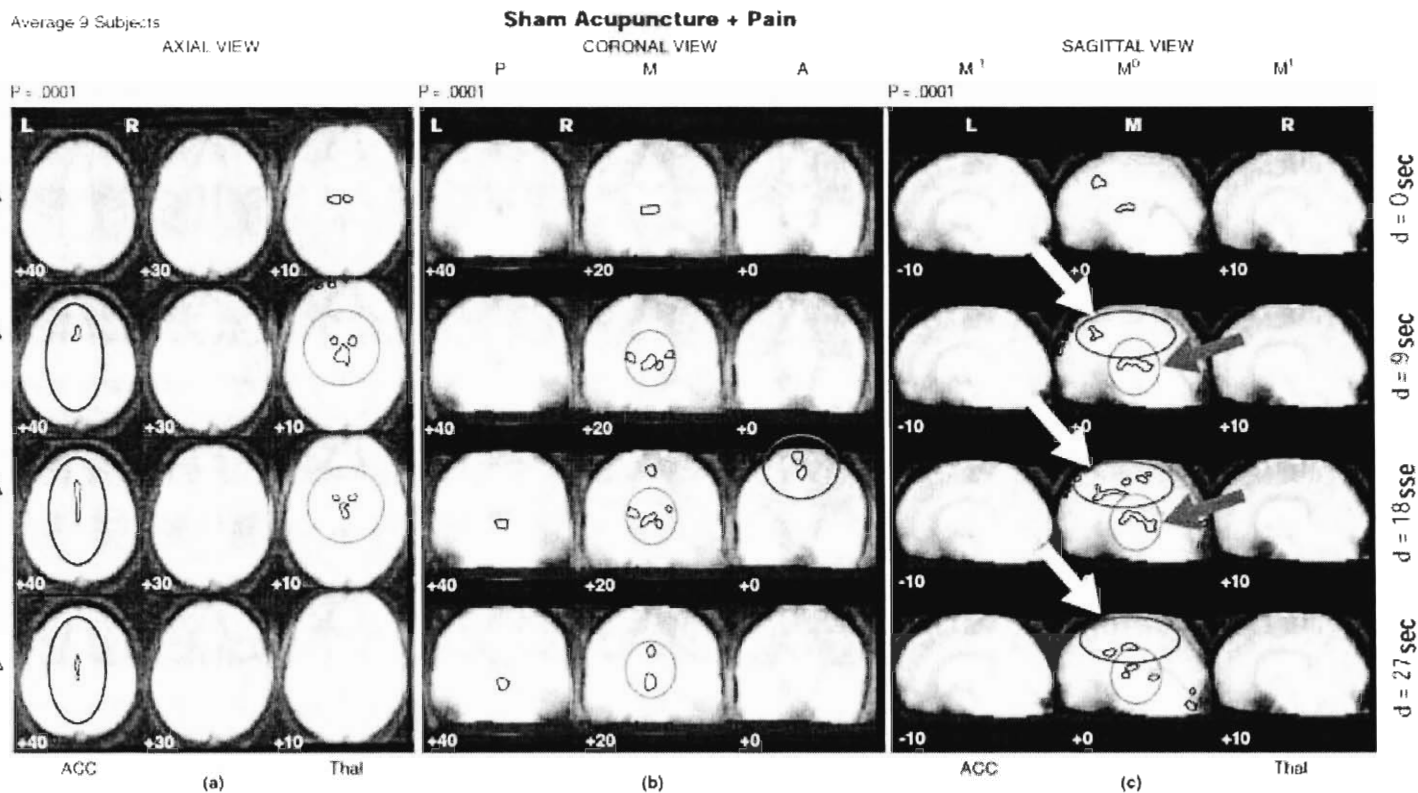 Average 9 Subjects
Sham Acupuncture + Pain
AXIAL VIEW
CORONAL VIEW
SAGITTAL VIEW
P M A
M-1 M0 M1
P = .0001
P = .0001
P = .0001
L R
L R
L M R
+40 +30 +10
+40 +20 +0
-10 +0 +10
d = 0sec
+40 +30 +10
+40 +20 +0
-10 +0 +10
d = 9sec
+40 +30 +10
+40 +20 +0
-10 +0 +10
d = 18sse
+40 +30 +10
+40 +20 +0
-10 +0 +10
d = 27sec
ACC Thal
ACC Thal
(a)
(b)
(c)